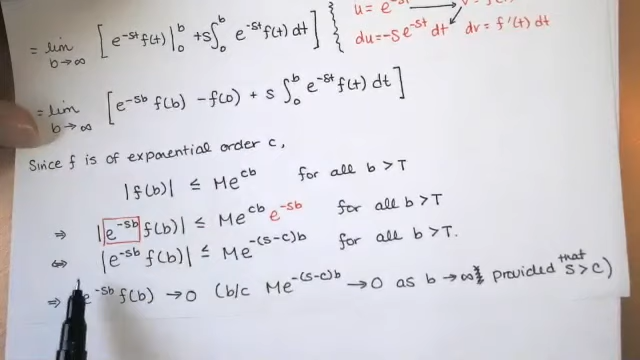 = lim b→∞ [ e^{-st} f(t) |_0^b + s ∫_0^b e^{-st} f(t) dt ]
u = e^{-st}
du = -s e^{-st} dt dv = f'(t) dt
= lim b→∞ [ e^{-sb} f(b) - f(0) + s ∫_0^b e^{-st} f(t) dt ]
Since f is of exponential order c,
|f(b)| ≤ Me^{cb} for all b > T
⇒ |e^{-sb} f(b)| ≤ Me^{cb} e^{-sb} for all b > T
⇔ |e^{-sb} f(b)| ≤ Me^{-(s-c)b} for all b > T.
⇒ e^{-sb} f(b) → 0 (b/c Me^{-(s-c)b} → 0 as b → ∞ provided that s > c)